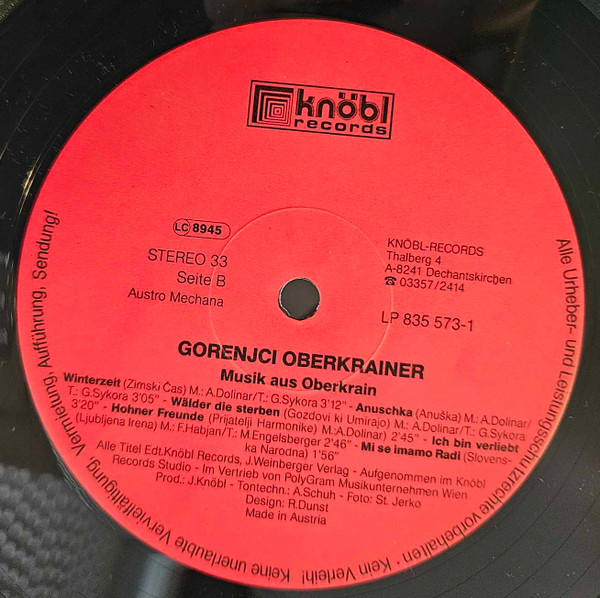 knöbl
records
LC 8945
STEREO 33
Seite B
Austro Mechana
KNÖBL-RECORDS
Thalberg 4
A-8241 Dechantskirchen
☎ 03357/2414
LP 835 573-1
GORENJCI OBERKRAINER
Musik aus Oberkrain
Winterzeit (Zimski Čas) M.: A.Dolinar/T.: G.Sykora 3'12" - Anuschka (Anuška) M.: A.Dolinar/
T.: G.Sykora 3'05" - Wälder die sterben (Gozdovi ki Umirajo) M.: A.Dolinar/T.: G.Sykora
3'20" - Hohner Freunde (Prijatelji Harmonike) M.:A.Dolinar) 2'45" - Ich bin verliebt
(Ljubljena Irena) M.: F.Habjan/T.: M.Engelsberger 2'46" - Mi se imamo Radi (Slovens-
ka Narodna) 1'56"
Alle Titel Edt.Knöbl Records, J.Weinberger Verlag - Aufgenommen im Knöbl
Records Studio - Im Vertrieb von PolyGram Musikunternehmen Wien
Prod.: J.Knöbl - Tontechn.: A.Schuh - Foto: St. Jerko
Design: R.Dunst
Made in Austria
Alle Urheber- und Leistungsschutzrechte vorbehalten · Kein Verleih! Keine unerlaubte Vervielfältigung, Vermietung, Aufführung, Sendung!